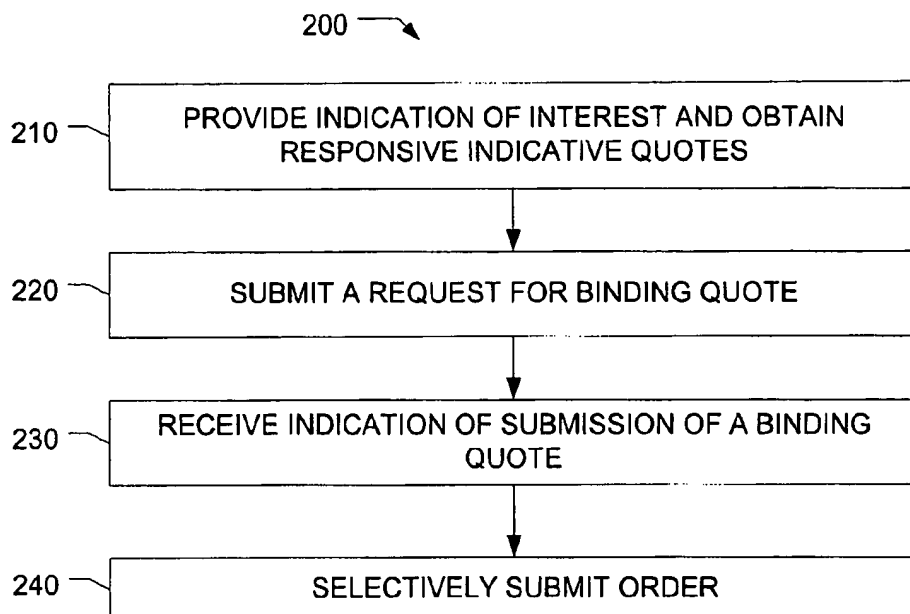 200
210
PROVIDE INDICATION OF INTEREST AND OBTAIN
RESPONSIVE INDICATIVE QUOTES
220
SUBMIT A REQUEST FOR BINDING QUOTE
230
RECEIVE INDICATION OF SUBMISSION OF A BINDING
QUOTE
240
SELECTIVELY SUBMIT ORDER